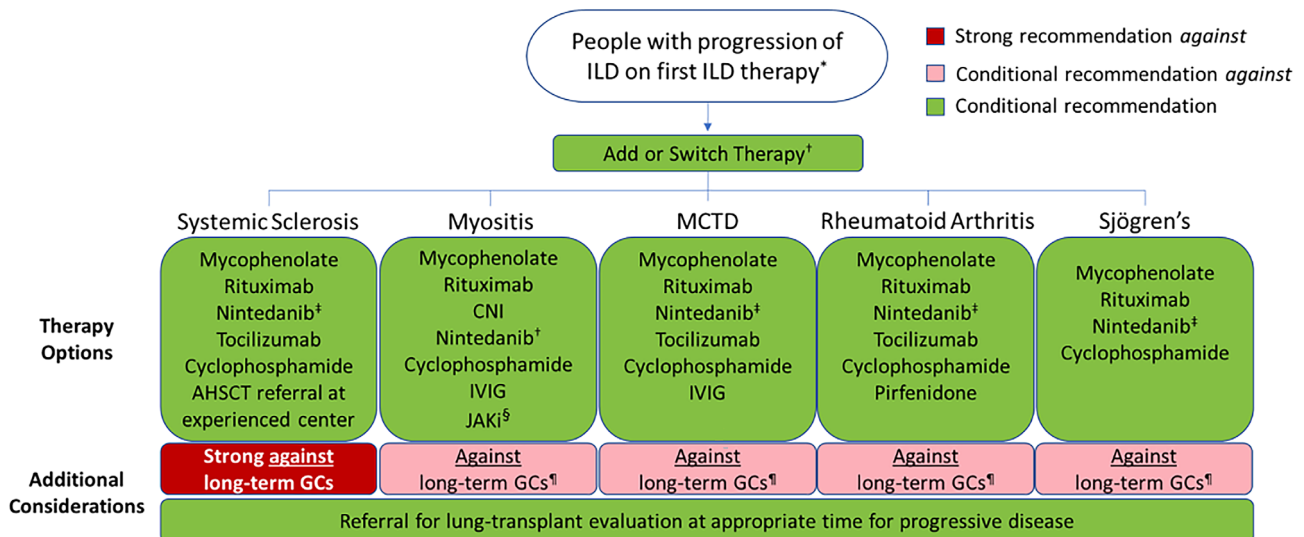 People with progression of
ILD on first ILD therapy*
Strong recommendation against
Conditional recommendation against
Conditional recommendation
Add or Switch Therapy†
Systemic Sclerosis
Myositis
MCTD
Rheumatoid Arthritis
Sjögren's
Therapy
Options
Mycophenolate
Rituximab
Nintedanib‡
Tocilizumab
Cyclophosphamide
AHSCT referral at
experienced center
Mycophenolate
Rituximab
CNI
Nintedanib†
Cyclophosphamide
IVIG
JAKi§
Mycophenolate
Rituximab
Nintedanib‡
Tocilizumab
Cyclophosphamide
IVIG
Mycophenolate
Rituximab
Nintedanib‡
Tocilizumab
Cyclophosphamide
Pirfenidone
Mycophenolate
Rituximab
Nintedanib‡
Cyclophosphamide
Additional
Considerations
Strong against
long-term GCs
Against
long-term GCs¶
Against
long-term GCs¶
Against
long-term GCs¶
Against
long-term GCs¶
Referral for lung-transplant evaluation at appropriate time for progressive disease